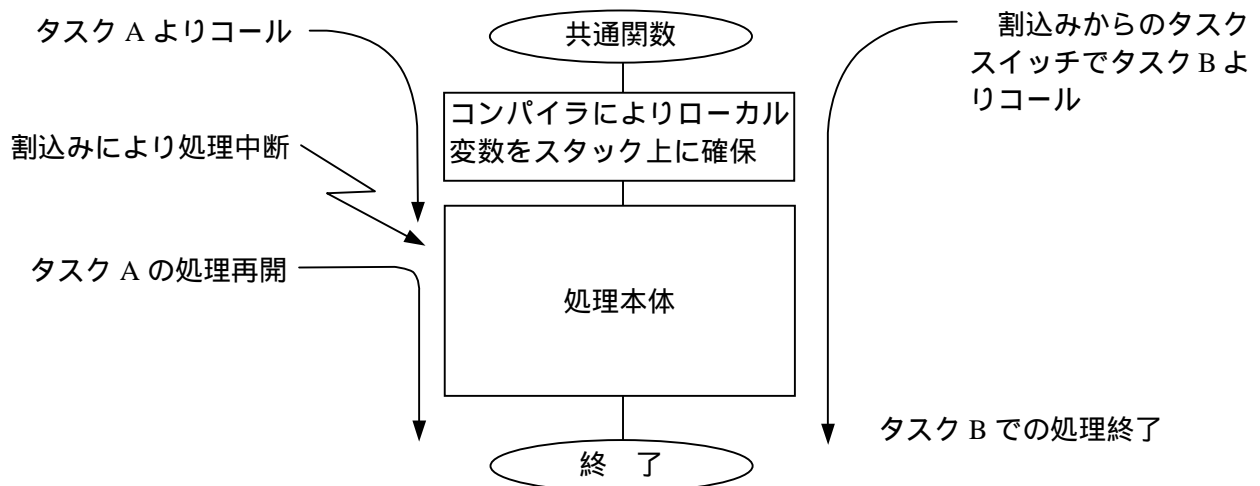 タスク A よりコール
共通関数
割込みからのタスク
スイッチでタスク B よ
りコール
コンパイラによりローカル
変数をスタック上に確保
割込みにより処理中断
タスク A の処理再開
処理本体
タスク B での処理終了
終 了